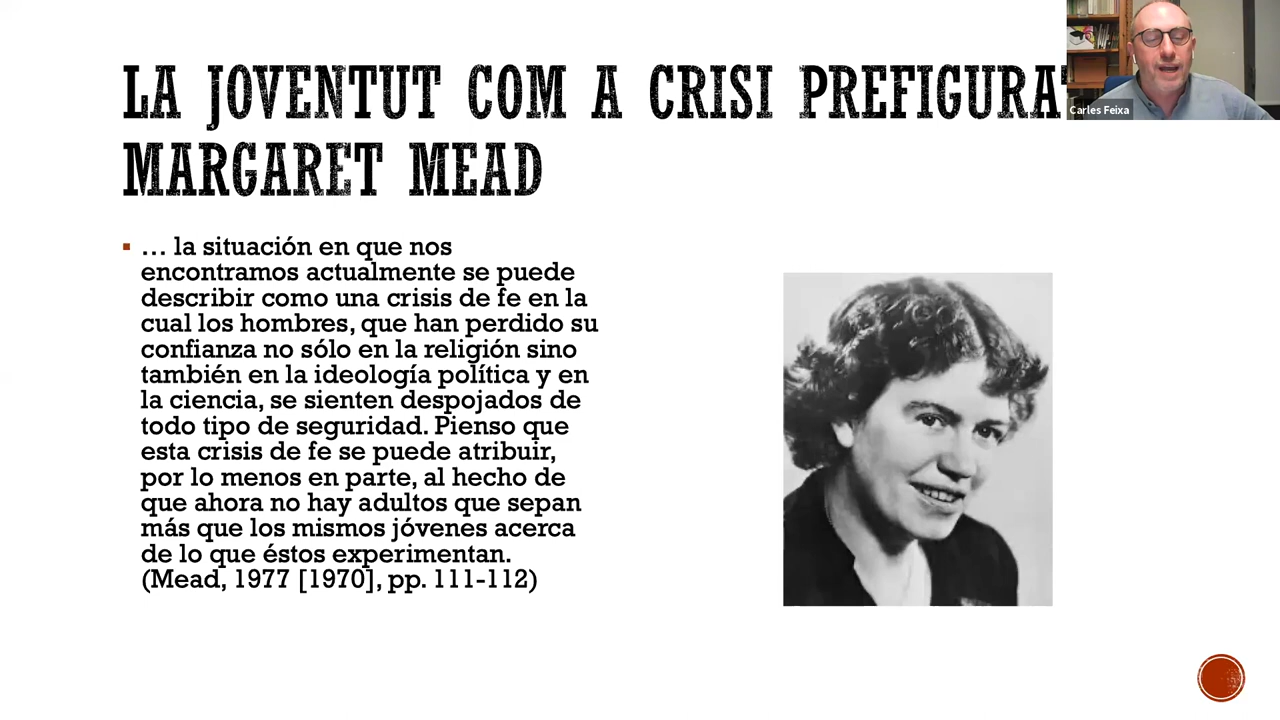 LA JOVENTUT COM A CRISI
MARGARET MEAD
Carles Feixa
… la situación en que nos
encontramos actualmente se puede
describir como una crisis de fe en la
cual los hombres, que han perdido su
confianza no sólo en la religión sino
también en la ideología política y en
la ciencia, se sienten despojados de
todo tipo de seguridad. Pienso que
esta crisis de fe se puede atribuir,
por lo menos en parte, al hecho de
que ahora no hay adultos que sepan
más que los mismos jóvenes acerca
de lo que éstos experimentan.
(Mead, 1977 [1970], pp. 111-112)